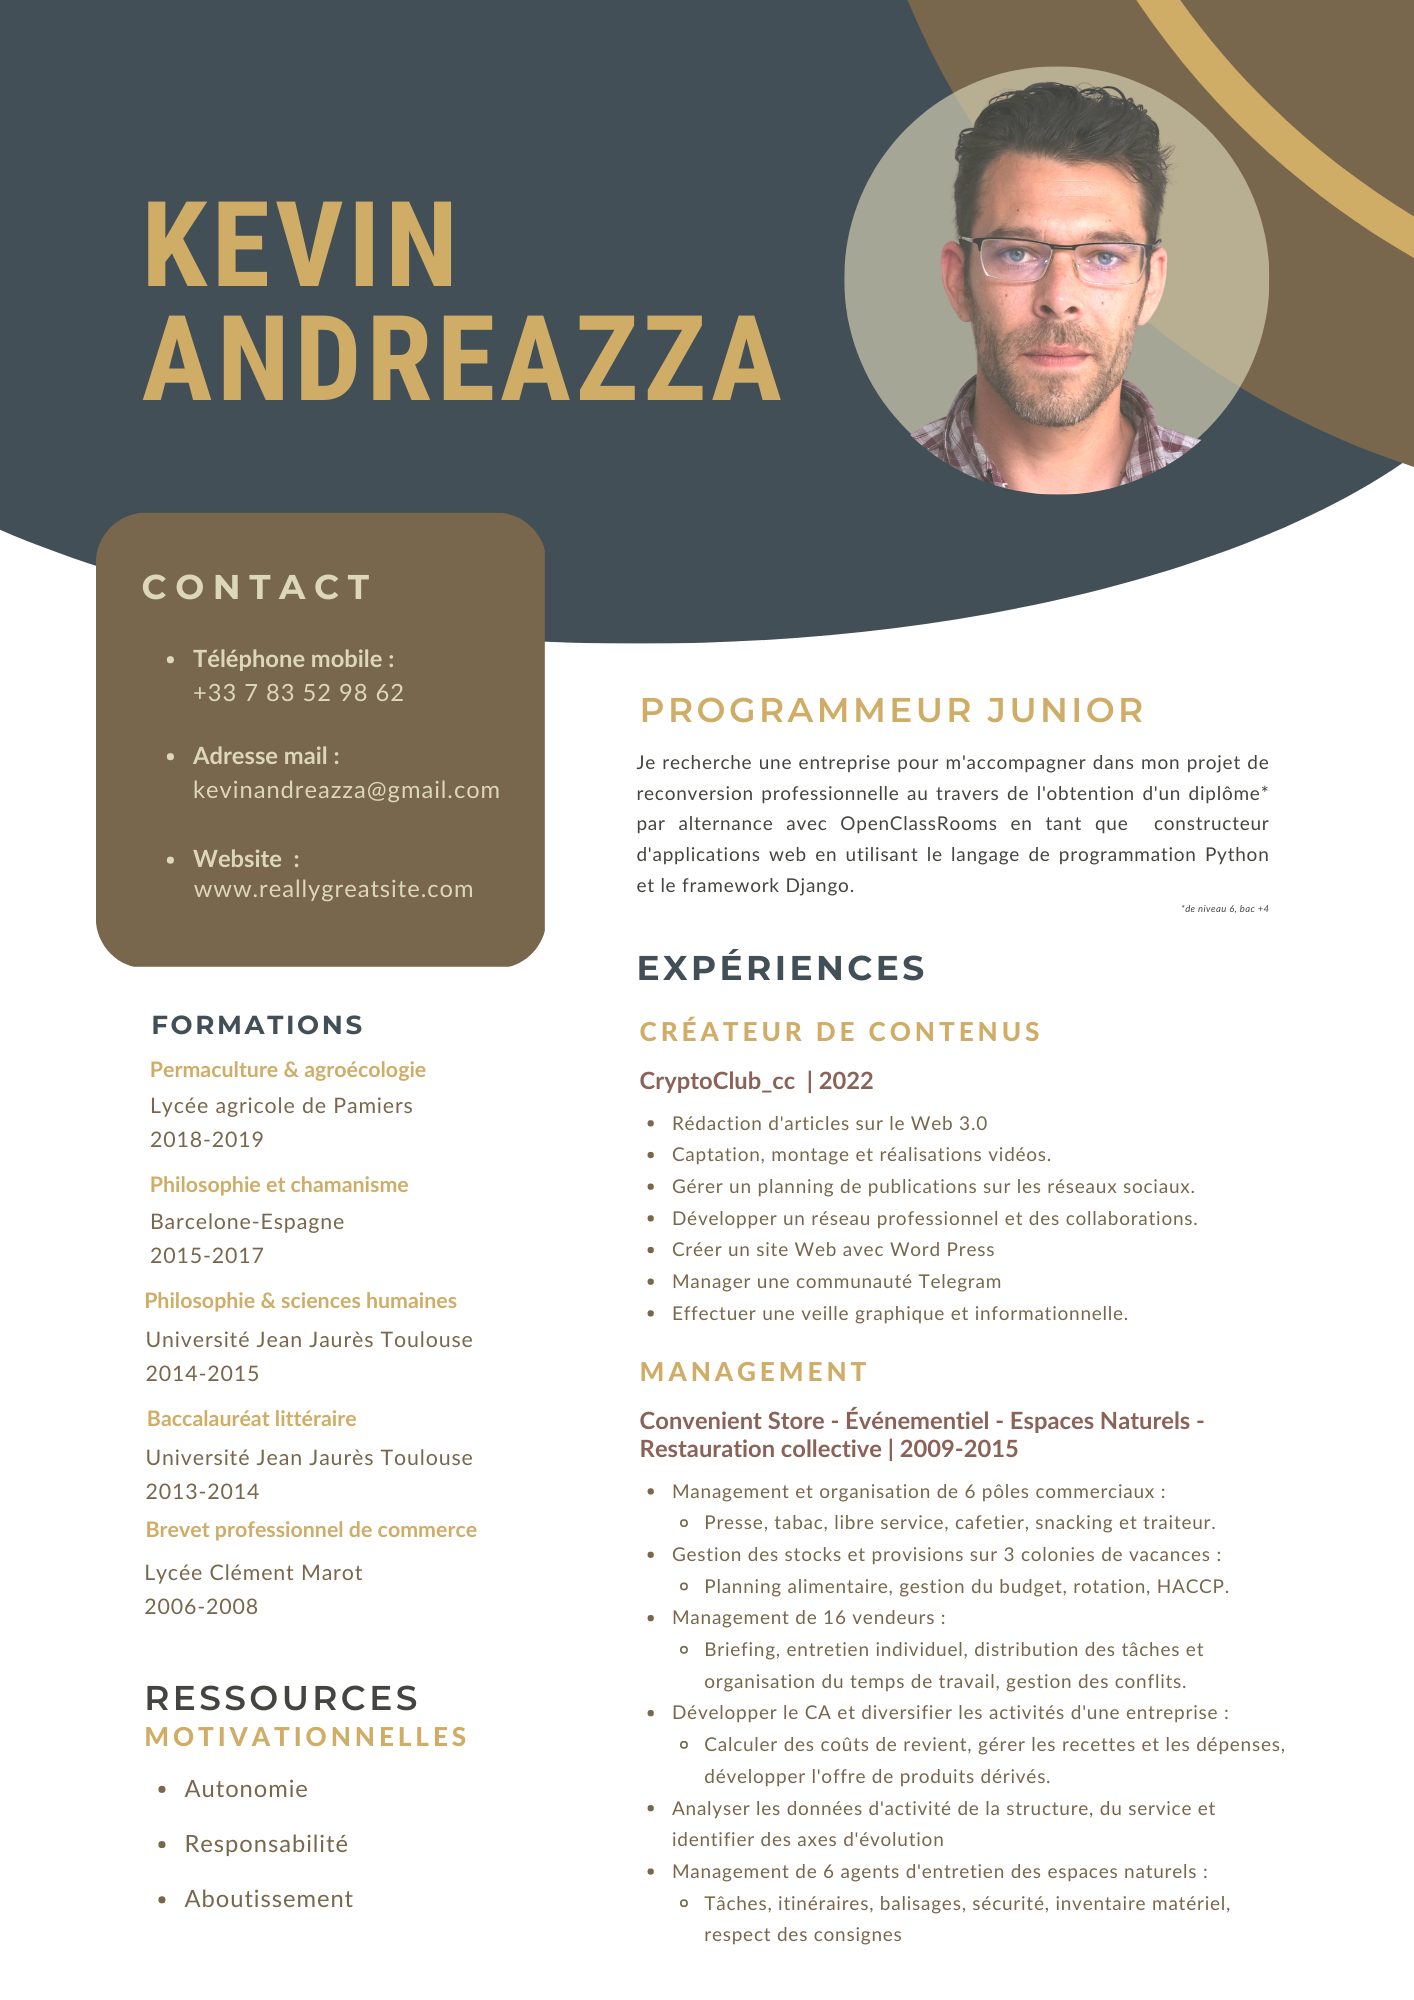 KEVIN
ANDREAZZA
CONTACT
Téléphone mobile :
+33 7 83 52 98 62
Adresse mail :
kevinandreazza@gmail.com
Website :
www.reallygreatsite.com
FORMATIONS
Permaculture & agroécologie
Lycée agricole de Pamiers
2018-2019
Philosophie et chamanisme
Barcelone-Espagne
2015-2017
Philosophie & sciences humaines
Université Jean Jaurès Toulouse
2014-2015
Baccalauréat littéraire
Université Jean Jaurès Toulouse
2013-2014
Brevet professionnel de commerce
Lycée Clément Marot
2006-2008
RESSOURCES
MOTIVATIONNELLES
Autonomie
Responsabilité
Aboutissement
PROGRAMMEUR JUNIOR
Je recherche une entreprise pour m'accompagner dans mon projet de
reconversion professionnelle au travers de l'obtention d'un diplôme*
par alternance avec OpenClassRooms en tant que constructeur
d'applications web en utilisant le langage de programmation Python
et le framework Django.
*de niveau 6, bac +4
EXPÉRIENCES
CRÉATEUR DE CONTENUS
CryptoClub_cc | 2022
Rédaction d'articles sur le Web 3.0
Captation, montage et réalisations vidéos.
Gérer un planning de publications sur les réseaux sociaux.
Développer un réseau professionnel et des collaborations.
Créer un site Web avec Word Press
Manager une communauté Telegram
Effectuer une veille graphique et informationnelle.
MANAGEMENT
Convenient Store - Événementiel - Espaces Naturels -
Restauration collective | 2009-2015
Management et organisation de 6 pôles commerciaux :
Presse, tabac, libre service, cafetier, snacking et traiteur.
Gestion des stocks et provisions sur 3 colonies de vacances :
Planning alimentaire, gestion du budget, rotation, HACCP.
Management de 16 vendeurs :
Briefing, entretien individuel, distribution des tâches et
organisation du temps de travail, gestion des conflits.
Développer le CA et diversifier les activités d'une entreprise :
Calculer des coûts de revient, gérer les recettes et les dépenses,
développer l'offre de produits dérivés.
Analyser les données d'activité de la structure, du service et
identifier des axes d'évolution
Management de 6 agents d'entretien des espaces naturels :
Tâches, itinéraires, balisages, sécurité, inventaire matériel,
respect des consignes